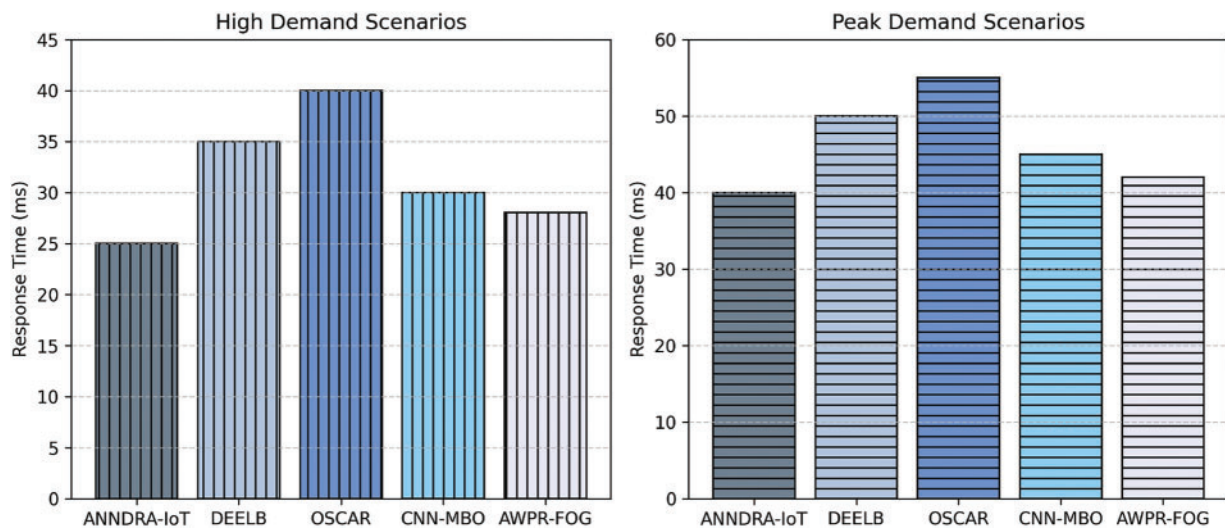 High Demand Scenarios
Response Time (ms)
45
40
35
30
25
20
15
10
5
0
ANNDRA-IoT DEELB OSCAR CNN-MBO AWPR-FOG
Peak Demand Scenarios
Response Time (ms)
60
50
40
30
20
10
0
ANNDRA-IoT DEELB OSCAR CNN-MBO AWPR-FOG